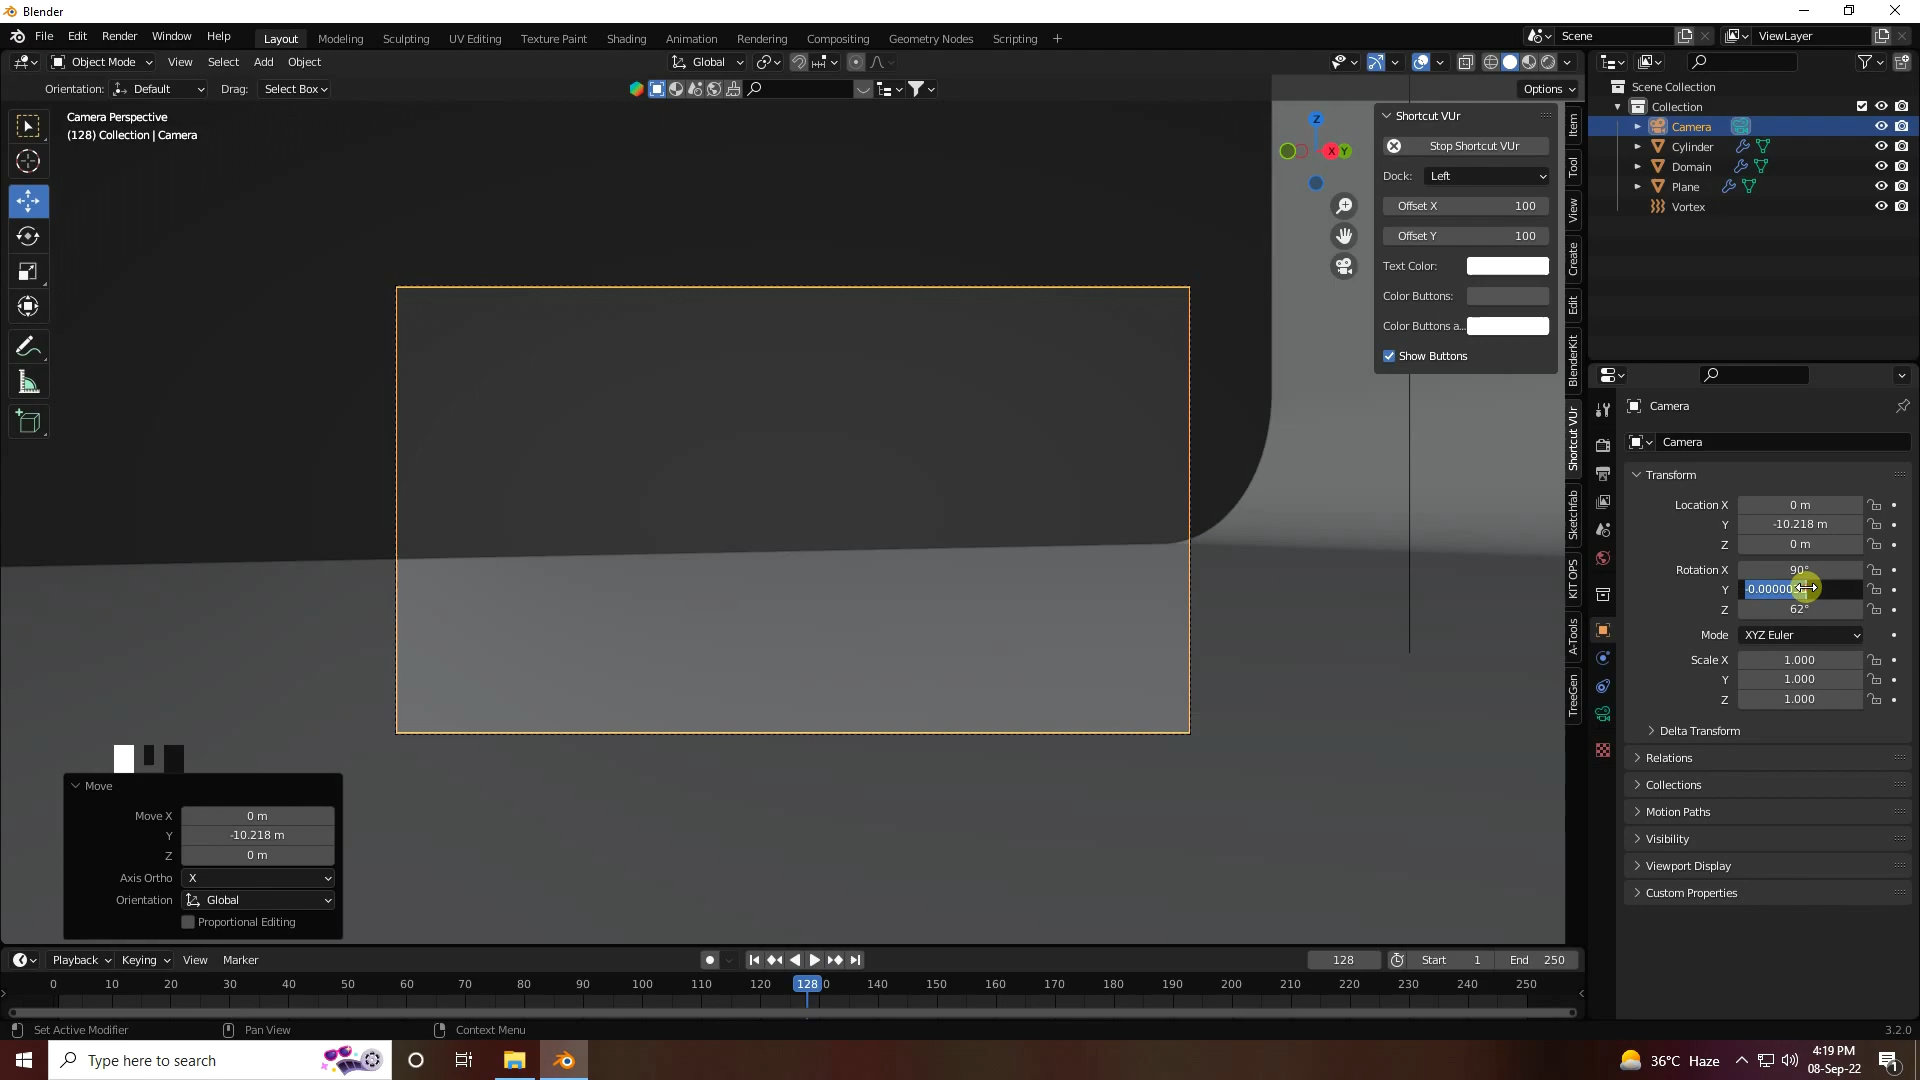 Blender
File Edit Render Window Help
Layout Modeling Sculpting UV Editing Texture Paint Shading Animation Rendering Compositing Geometry Nodes Scripting +
Scene
ViewLayer
Object Mode View Select Add Object
Global
Orientation: Default Drag: Select Box
Options
Camera Perspective
(128) Collection | Camera
Z
X Y
Shortcut VUr
Stop Shortcut VUr
Dock: Left
Offset X 100
Offset Y 100
Text Color:
Color Buttons:
Color Buttons a...
Show Buttons
Item
Tool
View
Create
Edit
BlenderKit
Shortcut VUr
Sketchfab
KIT OPS
A-Tools
TreeGen
Scene Collection
Collection
Camera
Cylinder
Domain
Plane
Vortex
Camera
Camera
Transform
Location X 0 m
Y -10.218 m
Z 0 m
Rotation X 90°
Y -0.00000
Z 62°
Mode XYZ Euler
Scale X 1.000
Y 1.000
Z 1.000
Delta Transform
Relations
Collections
Motion Paths
Visibility
Viewport Display
Custom Properties
Move
Move X 0 m
Y -10.218 m
Z 0 m
Axis Ortho X
Orientation Global
Proportional Editing
Playback Keying View Marker
128 Start 1 End 250
0 10 20 30 40 50 60 70 80 90 100 110 120 128 0 140 150 160 170 180 190 200 210 220 230 240 250
Set Active Modifier Pan View Context Menu
3.2.0
Type here to search
36°C Haze
4:19 PM
08-Sep-22
1